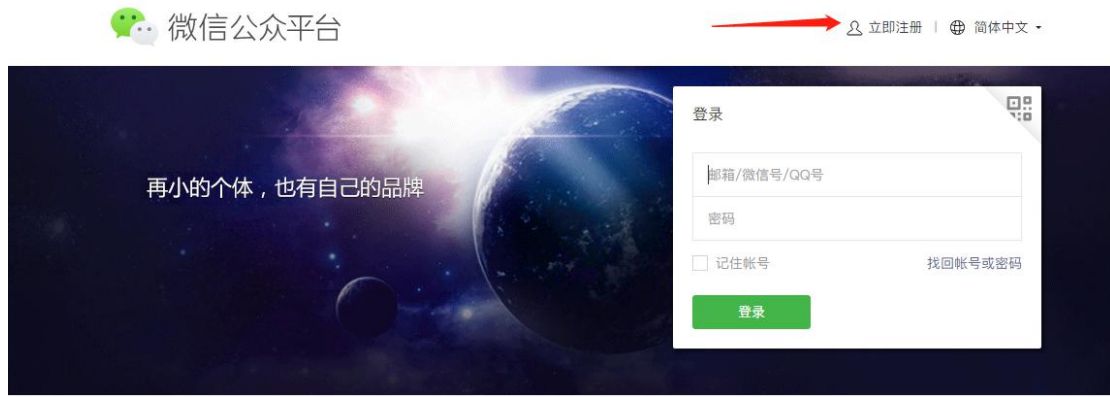 微信公众平台
立即注册 | 简体中文
登录
邮箱/微信号/QQ号
再小的个体，也有自己的品牌
密码
记住帐号 找回帐号或密码
登录